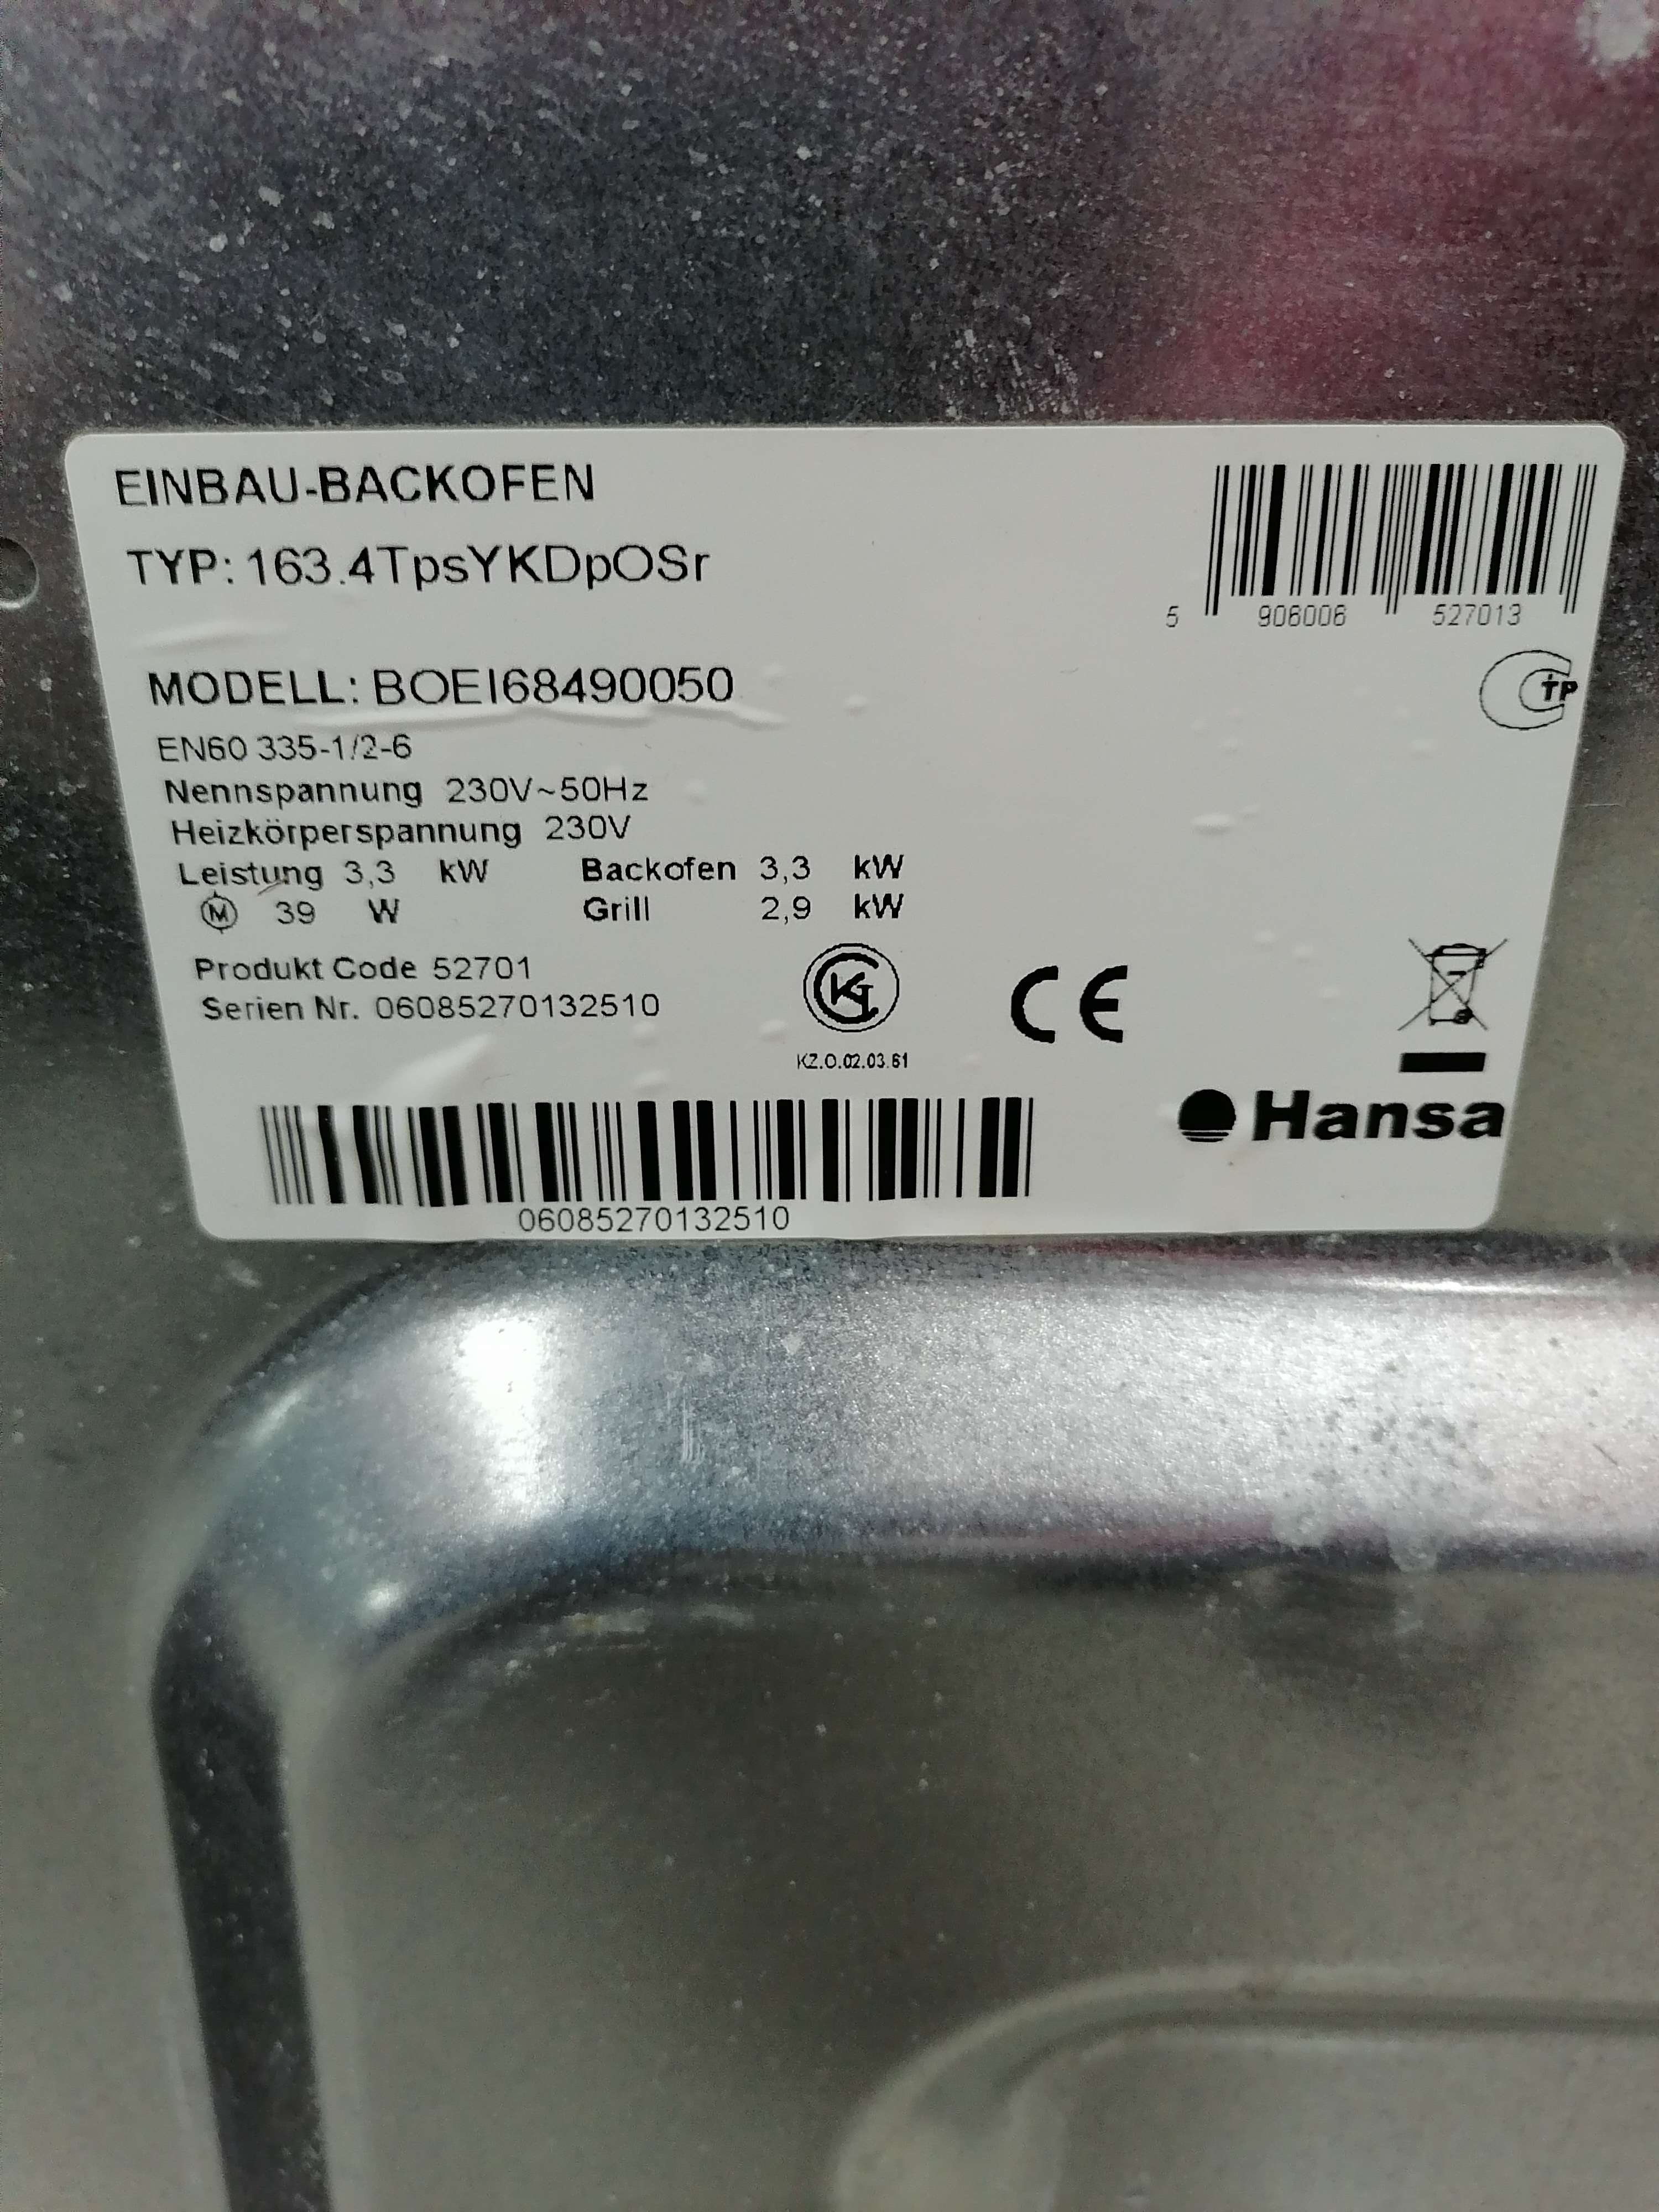 EINBAU-BACKOFEN
TYP: 163.4TpsYKDpOSr
5 906006 527013
MODELL: BOEI68490050
TP
EN60 335-1/2-6
Nennspannung 230V~50Hz
Heizkörperspannung 230V
Leistung 3,3 kW Backofen 3,3 kW
M 39 W Grill 2,9 kW
Produkt Code 52701
Serien Nr. 06085270132510
CE
KZ.O.02.03.61
Hansa
06085270132510